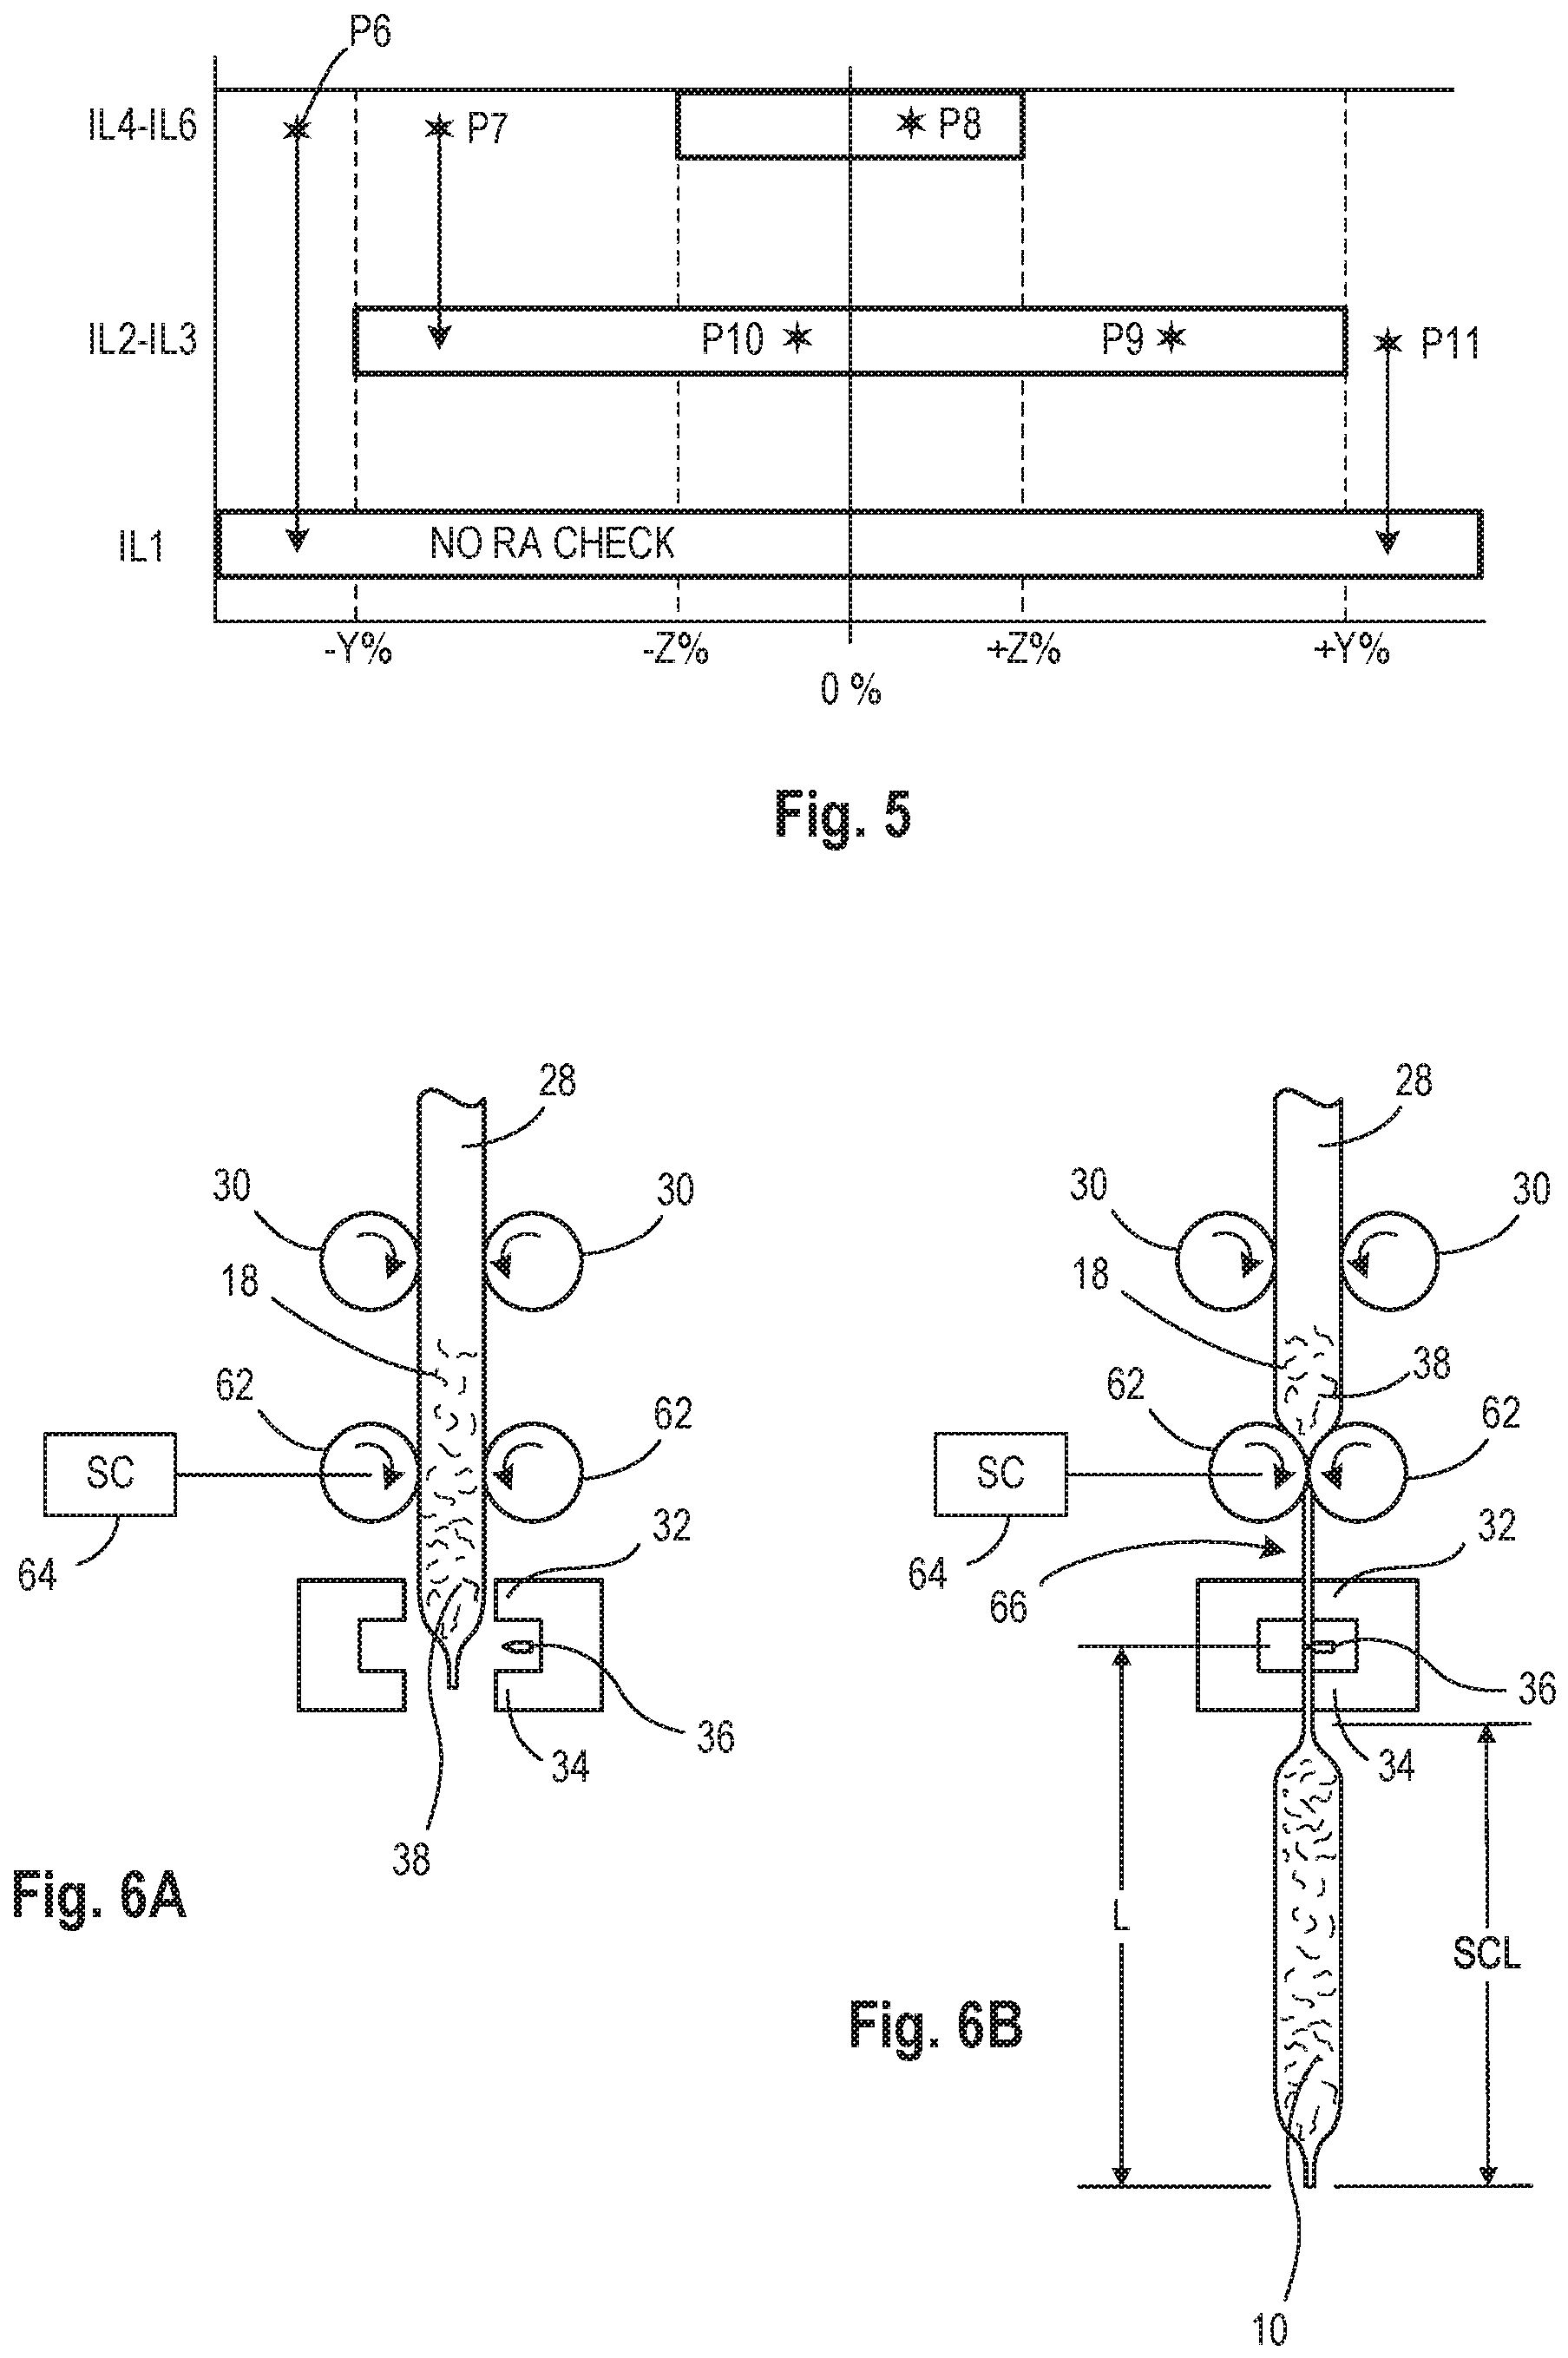 P6
IL4-IL6 P7 P8
IL2-IL3 P10 P9 P11
IL1 NO RA CHECK
-Y% -Z% +Z% +Y%
0 %
Fig. 5
28
30 30
18
62 62
SC
64
32
36
34
38
Fig. 6A
28
30 30
18
38
62 62
SC
64
32
66
36
34
L
SCL
Fig. 6B
10